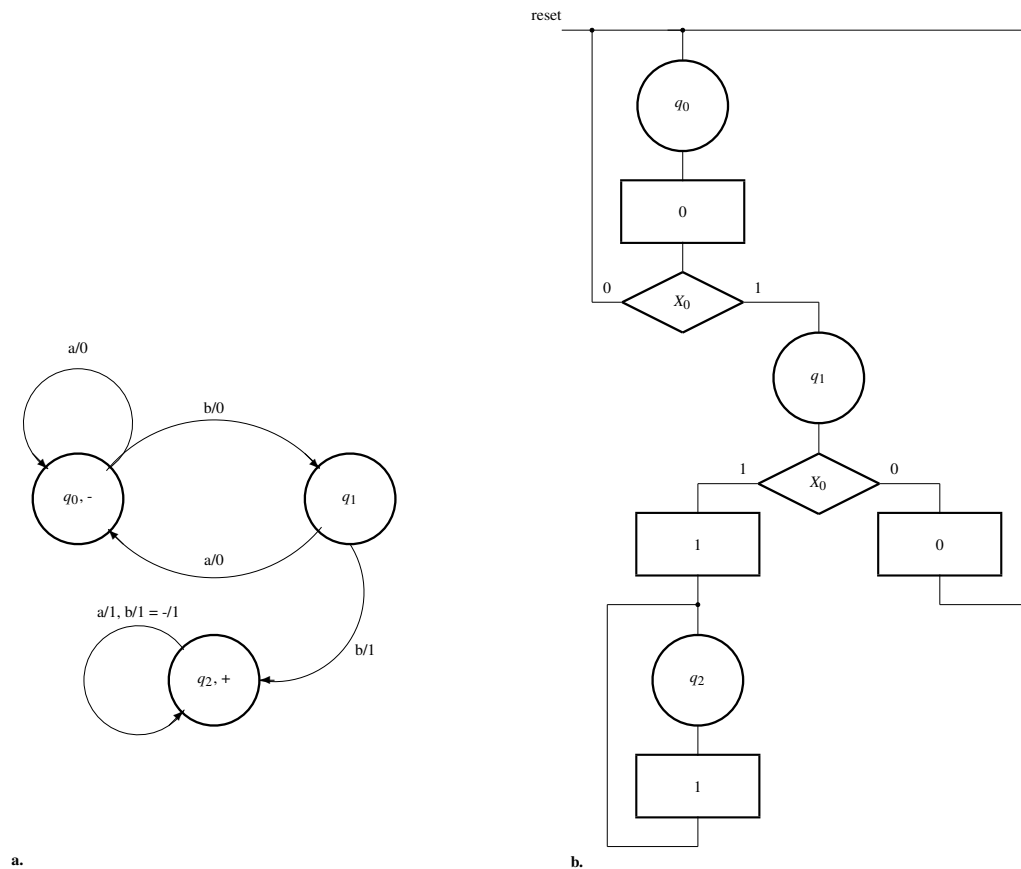 reset
q0
0
0
X0
1
q1
1
X0
0
1
0
q2
1
b.
a/0
b/0
q0, -
q1
a/0
a/1, b/1 = -/1
b/1
q2, +
a.